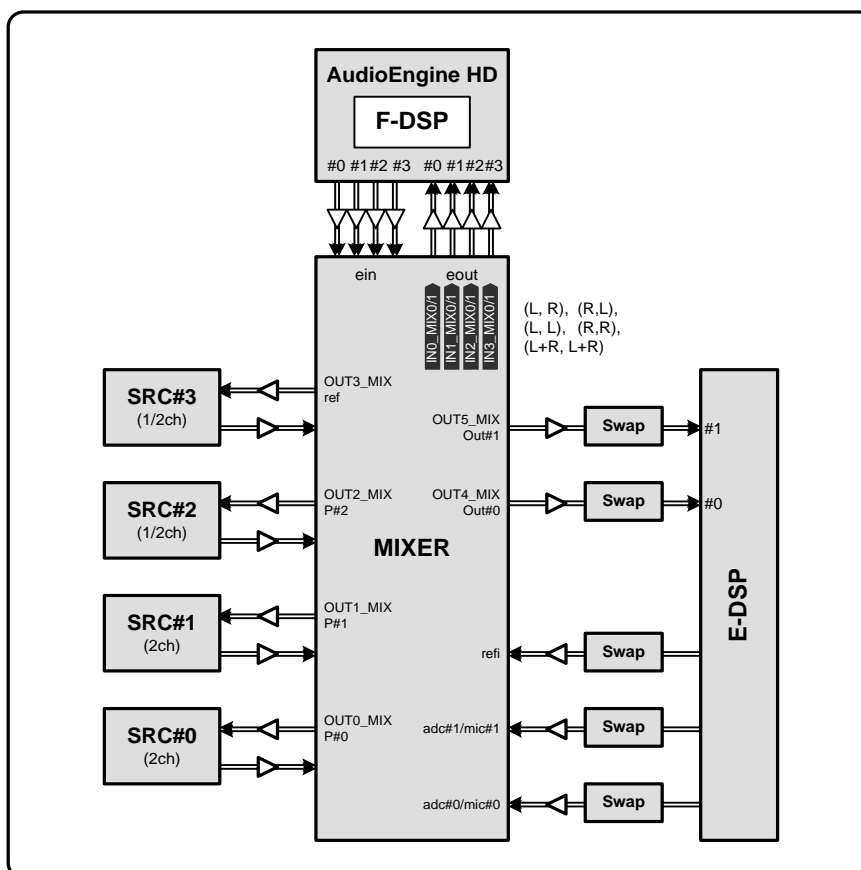 AudioEngine HD
F-DSP
#0 #1 #2 #3 #0 #1 #2 #3
ein
eout
IN0_MIX0/1
IN1_MIX0/1
IN2_MIX0/1
IN3_MIX0/1
(L, R), (R,L),
(L, L), (R,R),
(L+R, L+R)
SRC#3
(1/2ch)
OUT3_MIX
ref
OUT5_MIX
Out#1
Swap
#1
SRC#2
(1/2ch)
OUT2_MIX
P#2
OUT4_MIX
Out#0
Swap
#0
MIXER
E-DSP
SRC#1
(2ch)
OUT1_MIX
P#1
refi
Swap
SRC#0
(2ch)
OUT0_MIX
P#0
adc#1/mic#1
Swap
adc#0/mic#0
Swap